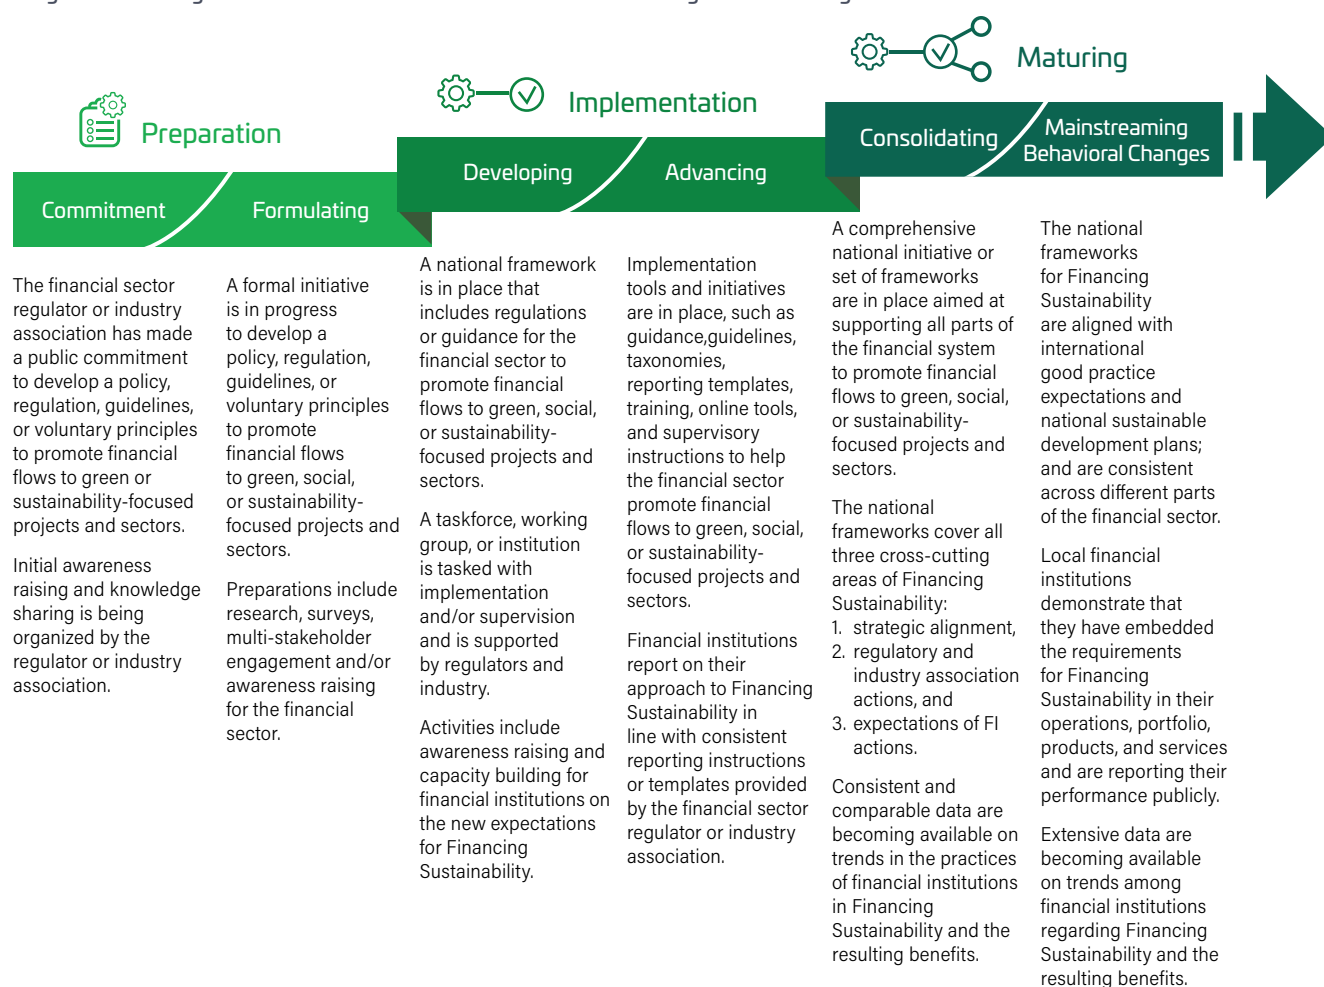 Preparation
Implementation
Maturing
Commitment
Formulating
Developing
Advancing
Consolidating
Mainstreaming
Behavioral Changes
The financial sector
regulator or industry
association has made
a public commitment
to develop a policy,
regulation, guidelines,
or voluntary principles
to promote financial
flows to green or
sustainability-focused
projects and sectors.
Initial awareness
raising and knowledge
sharing is being
organized by the
regulator or industry
association.
A formal initiative
is in progress
to develop a
policy, regulation,
guidelines, or
voluntary principles
to promote
financial flows
to green, social,
or sustainability-
focused projects and
sectors.
Preparations include
research, surveys,
multi-stakeholder
engagement and/or
awareness raising
for the financial
sector.
A national framework
is in place that
includes regulations
or guidance for the
financial sector to
promote financial
flows to green, social,
or sustainability-
focused projects and
sectors.
A taskforce, working
group, or institution
is tasked with
implementation
and/or supervision
and is supported
by regulators and
industry.
Activities include
awareness raising and
capacity building for
financial institutions on
the new expectations
for Financing
Sustainability.
Implementation
tools and initiatives
are in place, such as
guidance,guidelines,
taxonomies,
reporting templates,
training, online tools,
and supervisory
instructions to help
the financial sector
promote financial
flows to green, social,
or sustainability-
focused projects and
sectors.
Financial institutions
report on their
approach to Financing
Sustainability in
line with consistent
reporting instructions
or templates provided
by the financial sector
regulator or industry
association.
A comprehensive
national initiative or
set of frameworks
are in place aimed at
supporting all parts of
the financial system
to promote financial
flows to green, social,
or sustainability-
focused projects and
sectors.
The national
frameworks cover all
three cross-cutting
areas of Financing
Sustainability:
1. strategic alignment,
2. regulatory and
industry association
actions, and
3. expectations of FI
actions.
Consistent and
comparable data are
becoming available on
trends in the practices
of financial institutions
in Financing
Sustainability and the
resulting benefits.
The national
frameworks
for Financing
Sustainability
are aligned with
international
good practice
expectations and
national sustainable
development plans;
and are consistent
across different parts
of the financial sector.
Local financial
institutions
demonstrate that
they have embedded
the requirements
for Financing
Sustainability in their
operations, portfolio,
products, and services
and are reporting their
performance publicly.
Extensive data are
becoming available
on trends among
financial institutions
regarding Financing
Sustainability and the
resulting benefits.